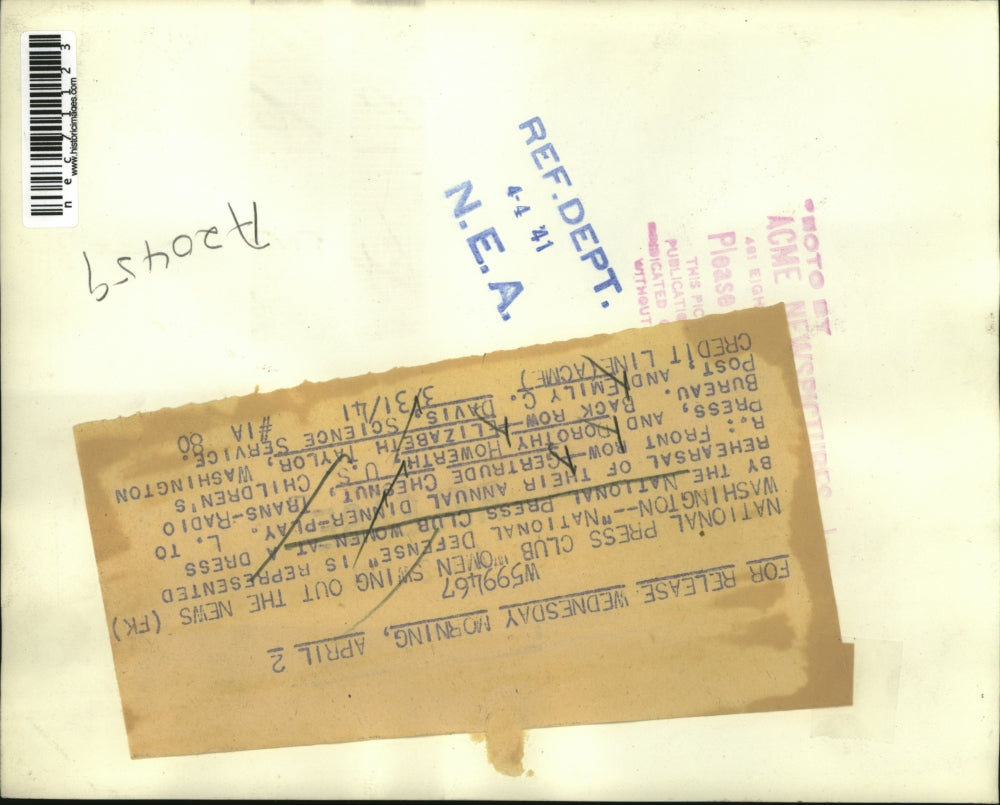 nec71123
www.historicimages.com
A20459
REF. DEPT.
4-4 '41
N.E.A.
PHOTO BY
ACME NEWSPICTURES
461 EIGH
Please
THIS PIC
PUBLICATIO
DICATED
WITHOUT
FOR RELEASE WEDNESDAY MORNING, APRIL 2
W599467
NATIONAL PRESS CLUB WOMEN SWING OUT THE NEWS (FK)
WASHINGTON--"NATIONAL DEFENSE" IS REPRESENTED
BY THE NATIONAL PRESS CLUB WOMEN AT A DRESS
REHEARSAL OF THEIR ANNUAL DINNER-PLAY. L. TO
R.: FRONT ROW--GERTRUDE CHESNUT, TRANS-RADIO
PRESS, AND DOROTHY HOWERTH, U.S. CHILDREN'S
BUREAU. BACK ROW--ELIZABETH TAYLOR, WASHINGTON
POST, AND EMILY C. DAVIS, SCIENCE SERVICE.
CREDIT LINE (ACME) 3/31/41 #1A 80